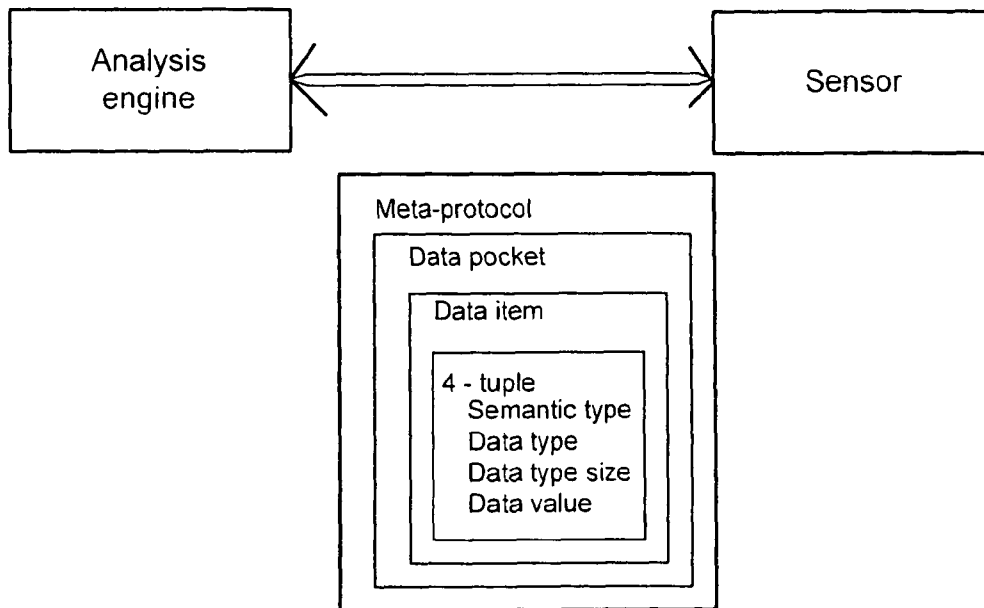 Analysis
engine
Sensor
Meta-protocol
Data pocket
Data item
4 - tuple
Semantic type
Data type
Data type size
Data value